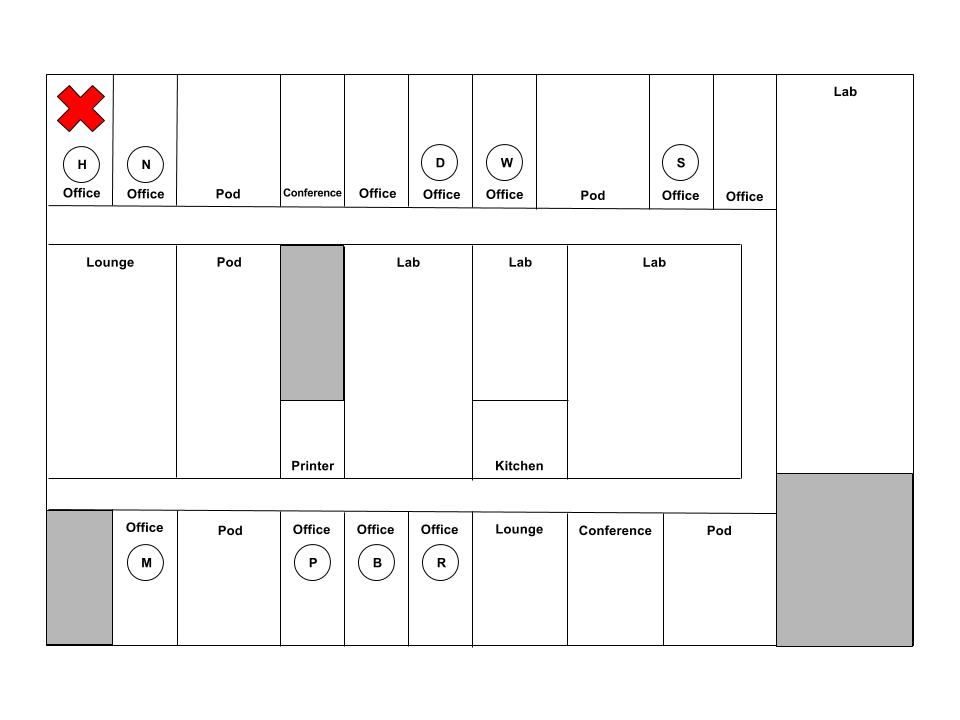 Lab
H N D W S
Office Office Pod Conference Office Office Office Pod Office Office
Lounge Pod Lab Lab Lab
Printer Kitchen
Office Pod Office Office Office Lounge Conference Pod
M P B R